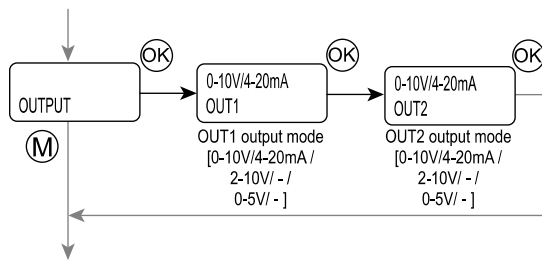 OK
OUTPUT
M
0-10V/4-20mA
OUT1
OUT1 output mode
[0-10V/4-20mA /
2-10V/ - /
0-5V/ - ]
OK
0-10V/4-20mA
OUT2
OUT2 output mode
[0-10V/4-20mA /
2-10V/ - /
0-5V/ - ]
OK